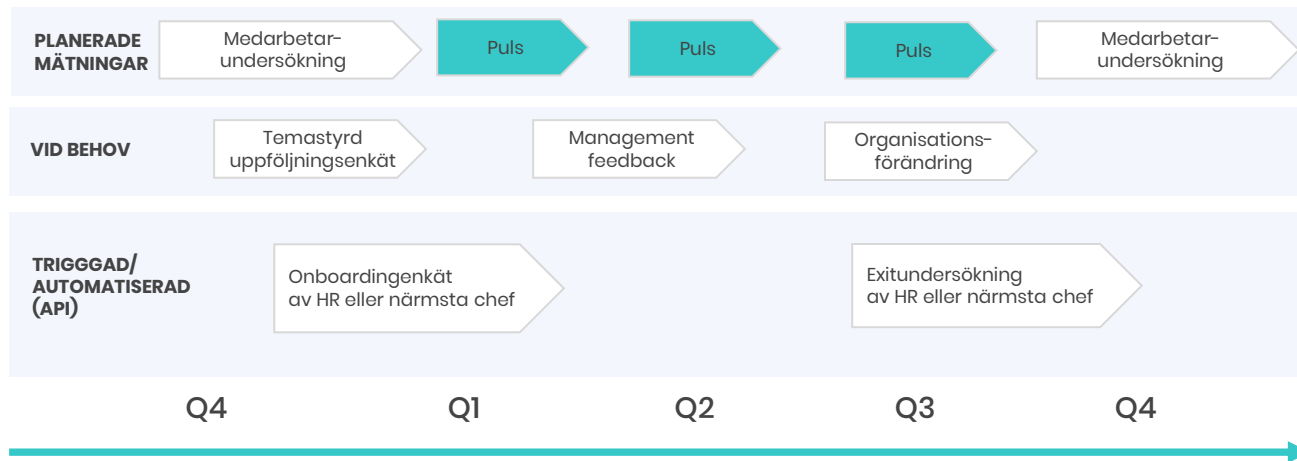 PLANERADE
MÄTNINGAR
Medarbetar-
undersökning
Puls
Puls
Puls
Medarbetar-
undersökning
VID BEHOV
Temastyrd
uppföljningsenkät
Management
feedback
Organisations-
förändring
TRIGGGAD/
AUTOMATISERAD
(API)
Onboardingenkät
av HR eller närmsta chef
Exitundersökning
av HR eller närmsta chef
Q4
Q1
Q2
Q3
Q4